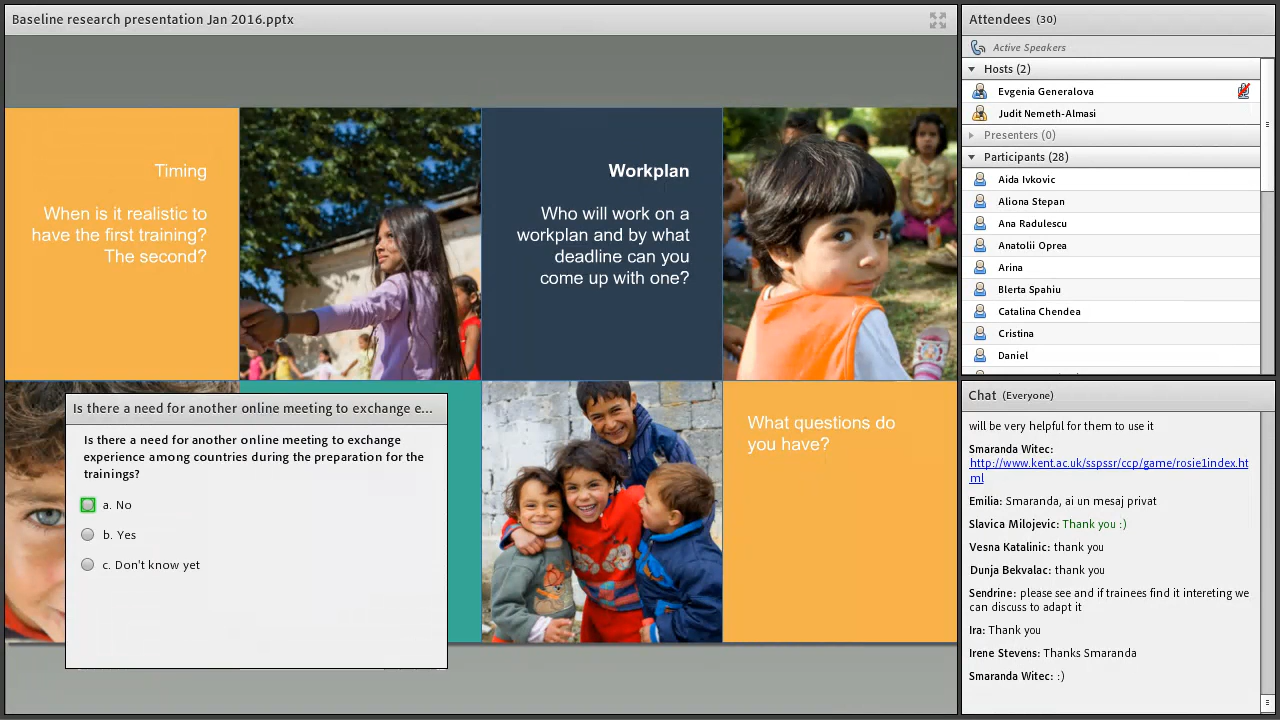 Baseline research presentation Jan 2016.pptx
Timing
When is it realistic to
have the first training?
The second?
Workplan
Who will work on a
workplan and by what
deadline can you
come up with one?
What questions do
you have?
Is there a need for another online meeting to exchange e...
Is there a need for another online meeting to exchange
experience among countries during the preparation for the
trainings?
a. No
b. Yes
c. Don't know yet
Attendees (30)
Active Speakers
Hosts (2)
Evgenia Generalova
Judit Nemeth-Almasi
Presenters (0)
Participants (28)
Aida Ivkovic
Aliona Stepan
Ana Radulescu
Anatolii Oprea
Arina
Blerta Spahiu
Catalina Chendea
Cristina
Daniel
Chat (Everyone)
will be very helpful for them to use it
Smaranda Witec:
http://www.kent.ac.uk/sspssr/ccp/game/rosie1index.ht
ml
Emilia: Smaranda, ai un mesaj privat
Slavica Milojevic: Thank you :)
Vesna Katalinic: thank you
Dunja Bekvalac: thank you
Sendrine: please see and if trainees find it intereting we
can discuss to adapt it
Ira: Thank you
Irene Stevens: Thanks Smaranda
Smaranda Witec: :)